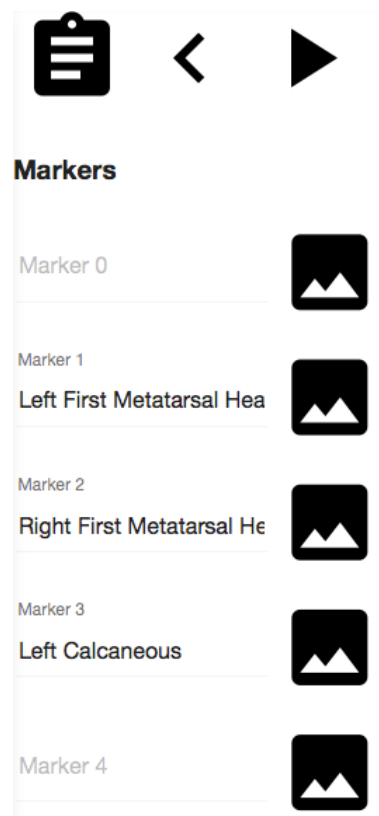 Markers
Marker 0
Marker 1
Left First Metatarsal Hea
Marker 2
Right First Metatarsal He
Marker 3
Left Calcaneous
Marker 4